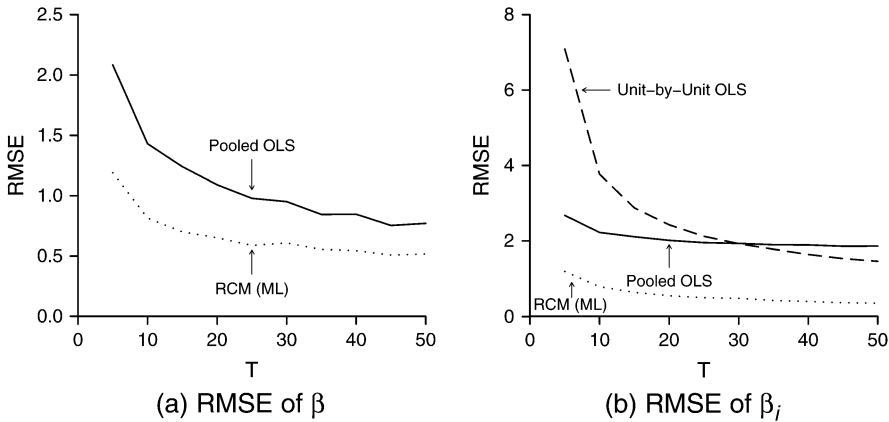 2.5
2.0
1.5
1.0
0.5
0.0
RMSE
Pooled OLS
RCM (ML)
0 10 20 30 40 50
T
(a) RMSE of β
8
6
4
2
0
RMSE
Unit−by−Unit OLS
Pooled OLS
RCM (ML)
0 10 20 30 40 50
T
(b) RMSE of βi